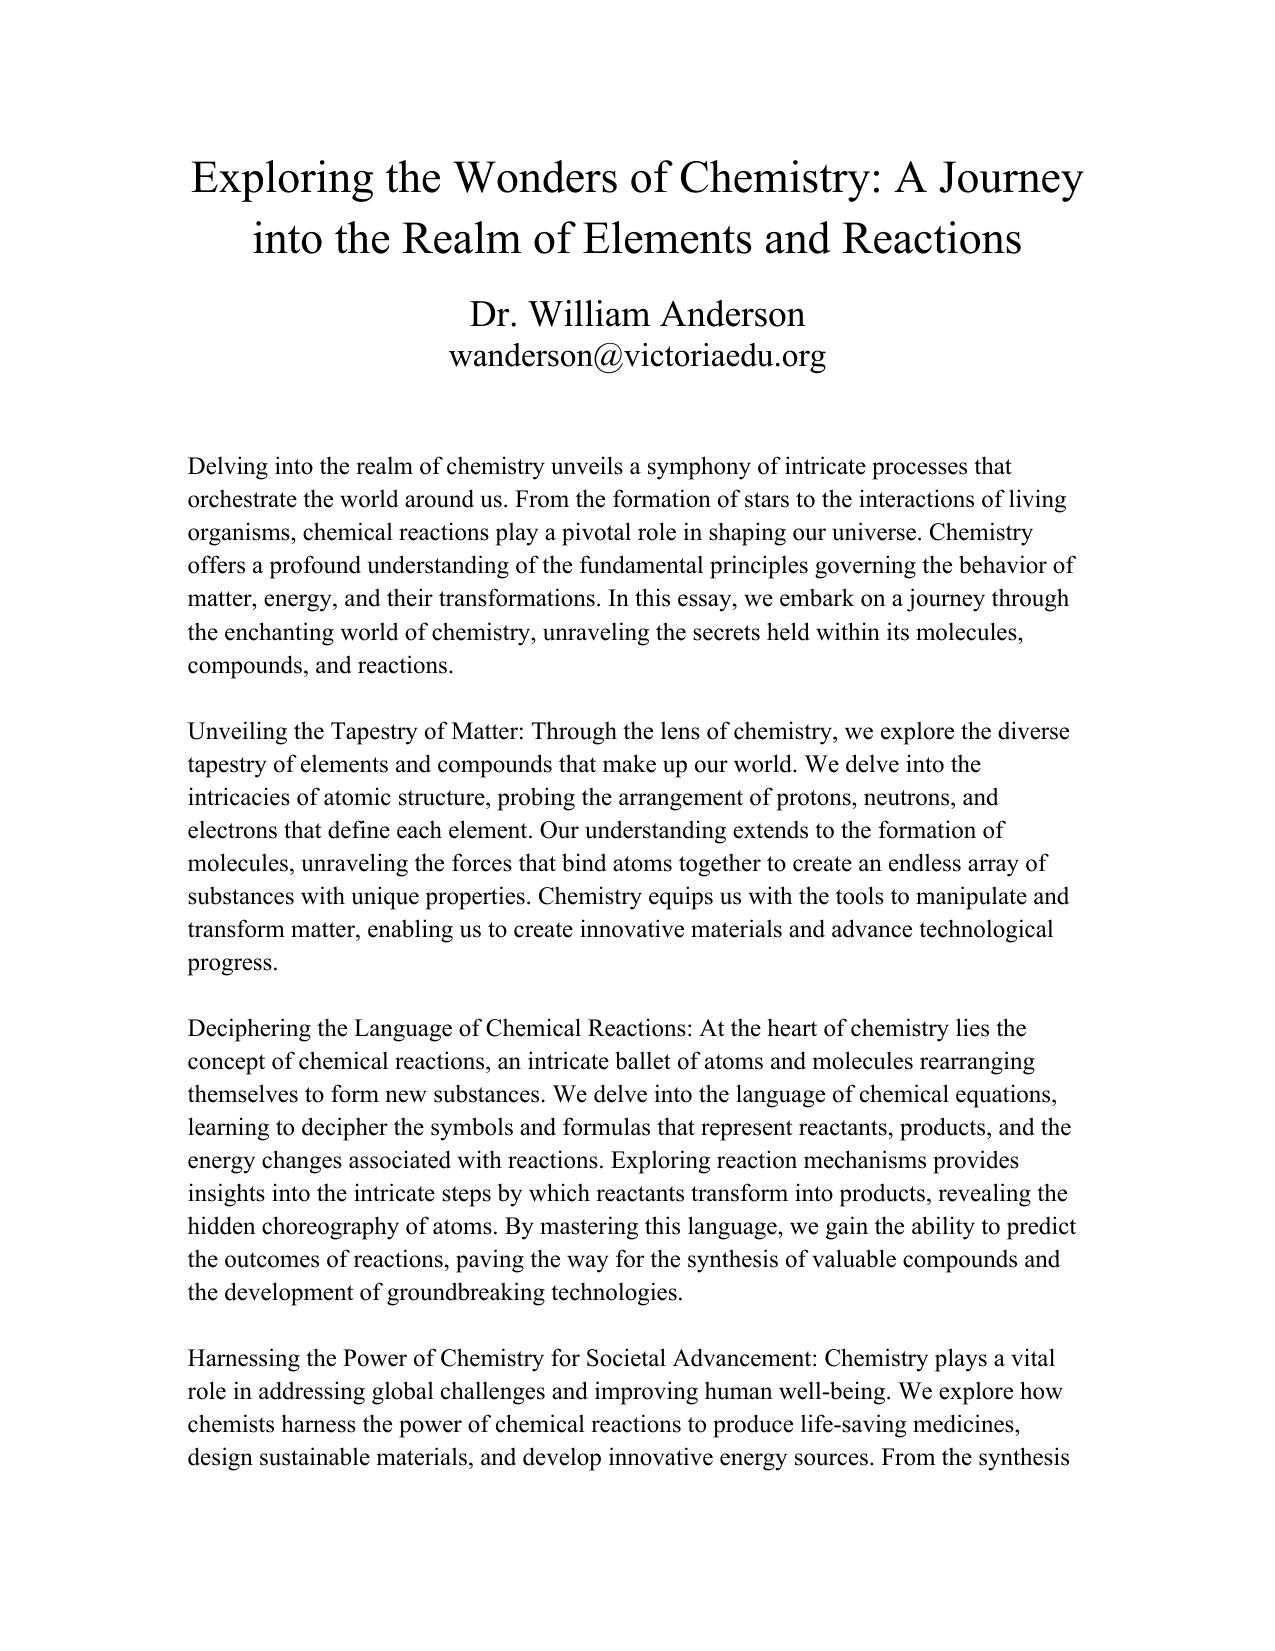 Exploring the Wonders of Chemistry: A Journey
into the Realm of Elements and Reactions
Dr. William Anderson
wanderson@victoriaedu.org
Delving into the realm of chemistry unveils a symphony of intricate processes that
orchestrate the world around us. From the formation of stars to the interactions of living
organisms, chemical reactions play a pivotal role in shaping our universe. Chemistry
offers a profound understanding of the fundamental principles governing the behavior of
matter, energy, and their transformations. In this essay, we embark on a journey through
the enchanting world of chemistry, unraveling the secrets held within its molecules,
compounds, and reactions.
Unveiling the Tapestry of Matter: Through the lens of chemistry, we explore the diverse
tapestry of elements and compounds that make up our world. We delve into the
intricacies of atomic structure, probing the arrangement of protons, neutrons, and
electrons that define each element. Our understanding extends to the formation of
molecules, unraveling the forces that bind atoms together to create an endless array of
substances with unique properties. Chemistry equips us with the tools to manipulate and
transform matter, enabling us to create innovative materials and advance technological
progress.
Deciphering the Language of Chemical Reactions: At the heart of chemistry lies the
concept of chemical reactions, an intricate ballet of atoms and molecules rearranging
themselves to form new substances. We delve into the language of chemical equations,
learning to decipher the symbols and formulas that represent reactants, products, and the
energy changes associated with reactions. Exploring reaction mechanisms provides
insights into the intricate steps by which reactants transform into products, revealing the
hidden choreography of atoms. By mastering this language, we gain the ability to predict
the outcomes of reactions, paving the way for the synthesis of valuable compounds and
the development of groundbreaking technologies.
Harnessing the Power of Chemistry for Societal Advancement: Chemistry plays a vital
role in addressing global challenges and improving human well-being. We explore how
chemists harness the power of chemical reactions to produce life-saving medicines,
design sustainable materials, and develop innovative energy sources. From the synthesis